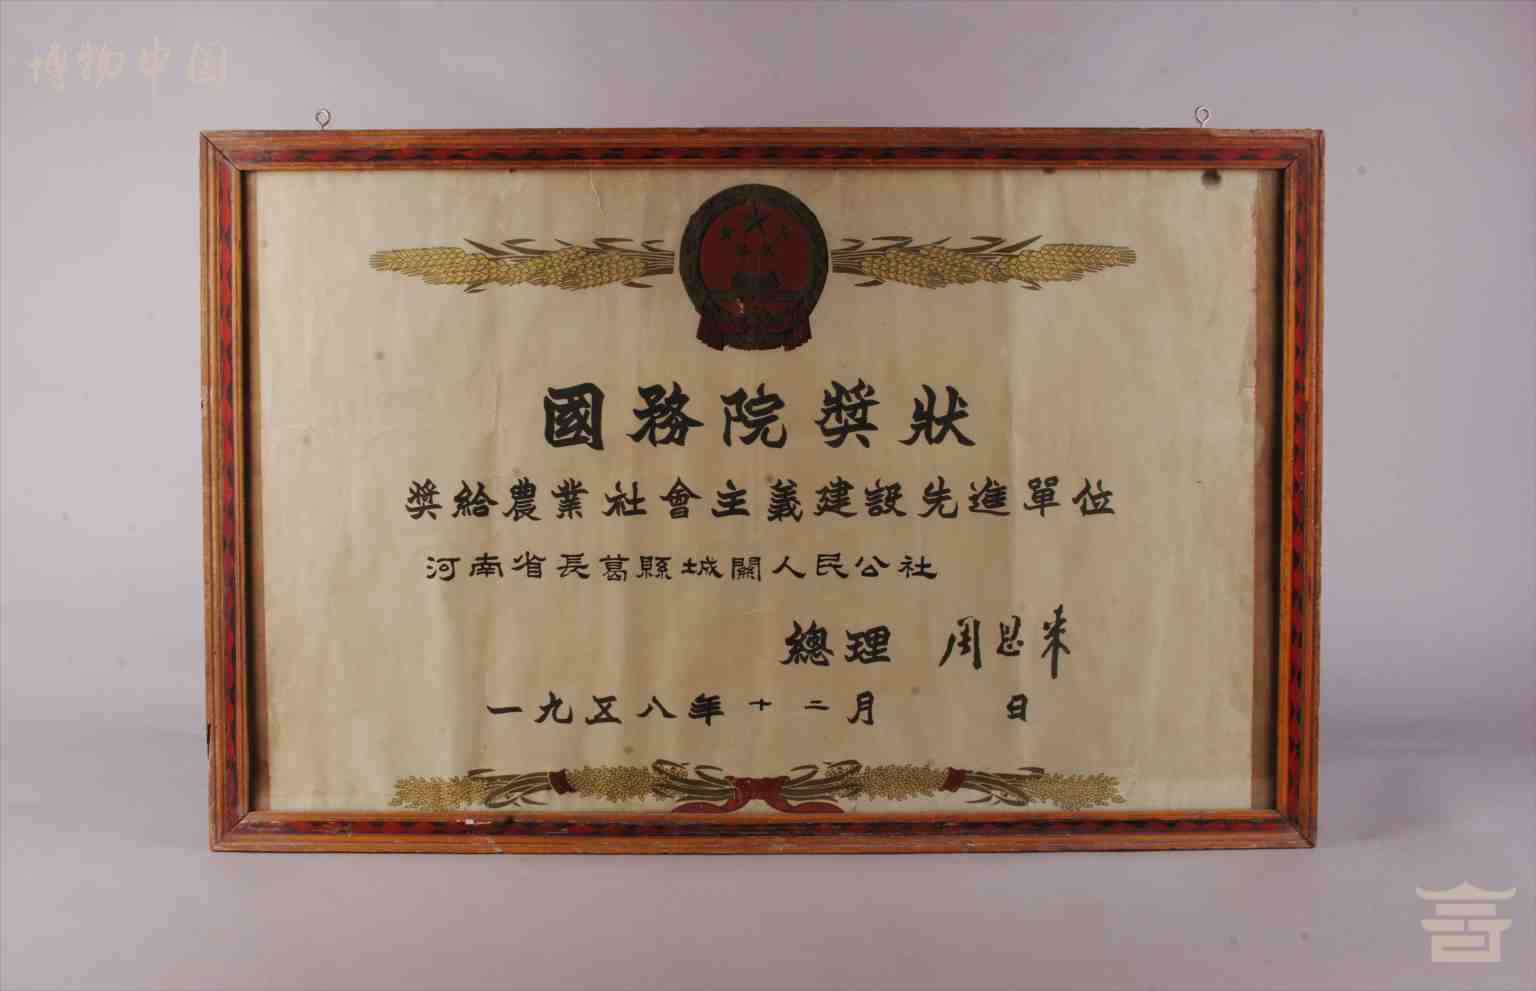 博物中国
國務院獎狀
獎給農業社會主義建設先進單位
河南省長葛縣城關人民公社
總理 周恩來
一九五八年十二月 日